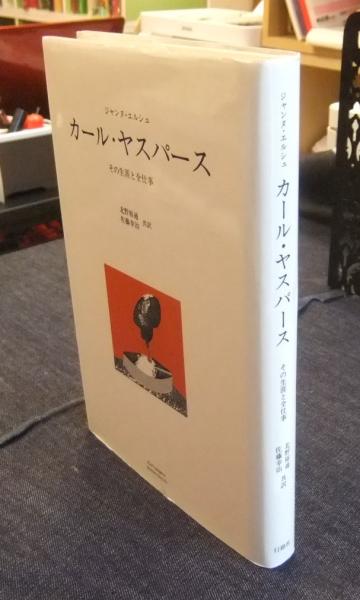 ジャンヌ・エルシュ
カール・ヤスパース
その生涯と全仕事
北野裕通
佐藤幸治
共訳
ジャンヌ・エルシュ
カール・ヤスパース
その生涯と全仕事
北野裕通
佐藤幸治
共訳
行路社